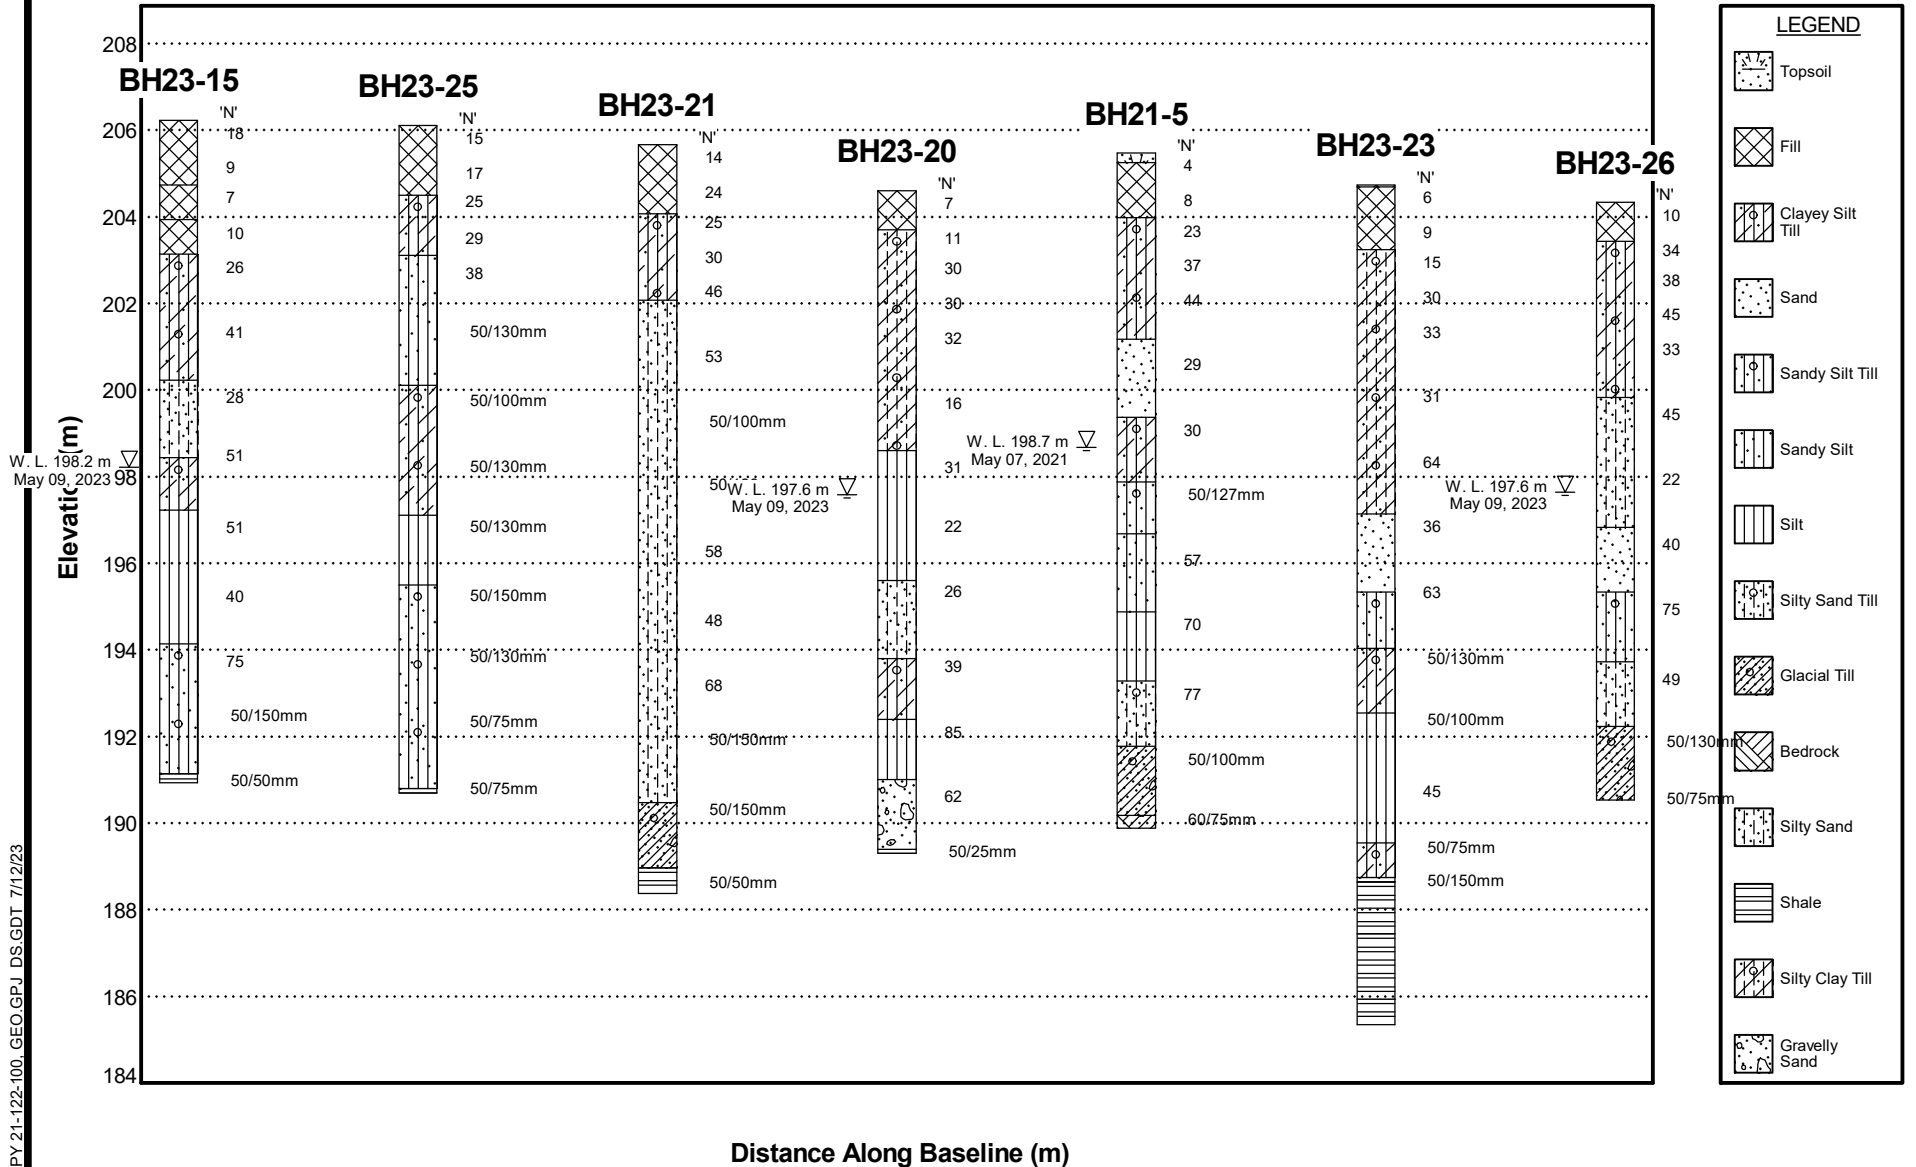 208
206
204
202
200
198
196
194
192
190
188
186
184
Elevation (m)
BH23-15
'N'
18
9
7
10
26
41
28
51
51
40
75
50/150mm
50/50mm
W. L. 198.2 m
May 09, 2023
BH23-25
'N'
15
17
25
29
38
50/130mm
50/100mm
50/130mm
50/130mm
50/150mm
50/130mm
50/75mm
50/75mm
BH23-21
'N'
14
24
25
30
46
53
50/100mm
58
48
68
50/150mm
50/150mm
50/50mm
BH23-20
'N'
7
11
30
30
32
16
31
22
26
39
85
62
50/25mm
W. L. 197.6 m
May 09, 2023
BH21-5
'N'
4
8
23
37
44
29
30
50/127mm
57
70
77
50/100mm
60/75mm
W. L. 198.7 m
May 07, 2021
BH23-23
'N'
6
9
15
30
33
31
64
36
63
50/130mm
50/100mm
45
50/75mm
50/150mm
BH23-26
'N'
10
34
38
45
33
45
22
40
75
49
50/130mm
50/75mm
W. L. 197.6 m
May 09, 2023
Distance Along Baseline (m)
LEGEND
Topsoil
Fill
Clayey Silt
Till
Sand
Sandy Silt Till
Sandy Silt
Silt
Silty Sand Till
Glacial Till
Bedrock
Silty Sand
Shale
Silty Clay Till
Gravelly
Sand
PY 21-122-100, GEO.GPJ DS.GDT 7/12/23